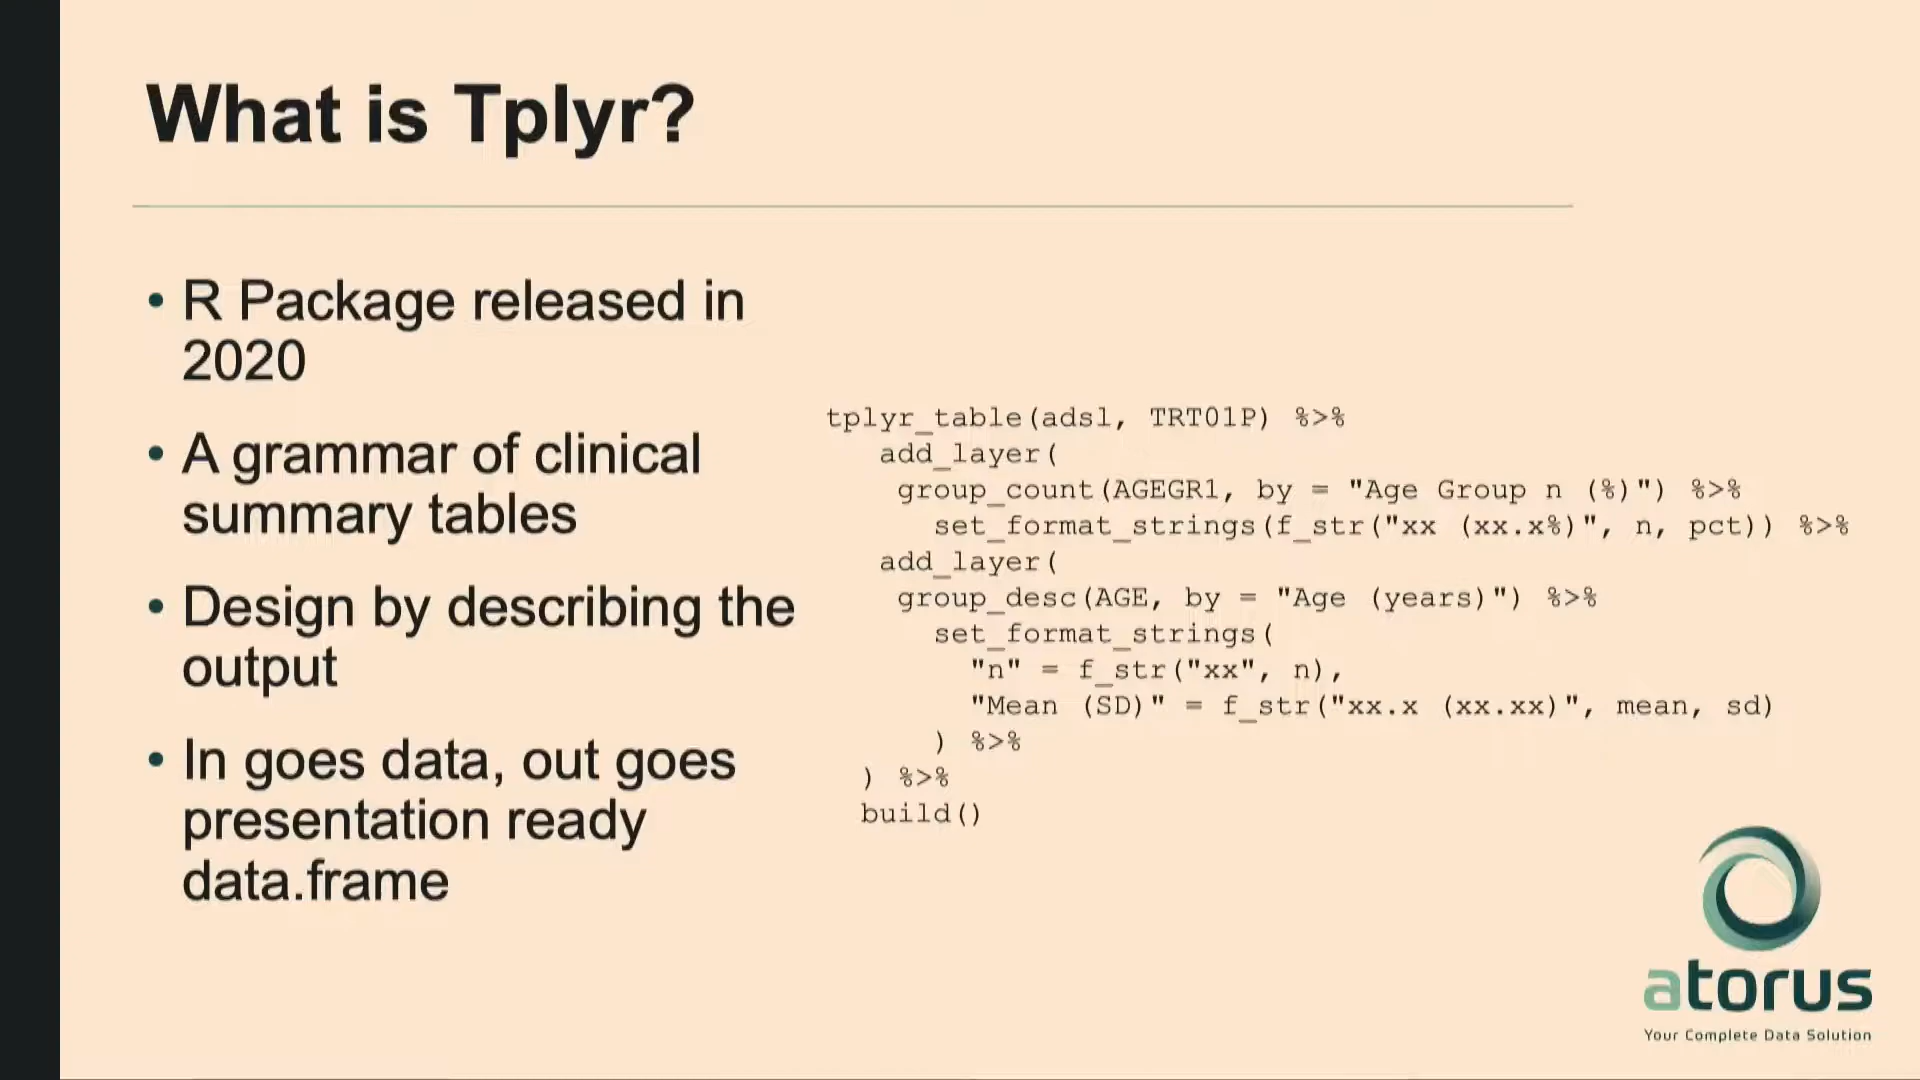 What is Tplyr?
• R Package released in
2020
• A grammar of clinical
summary tables
• Design by describing the
output
• In goes data, out goes
presentation ready
data.frame
tplyr_table(adsl, TRT01P) %>%
add_layer(
group_count(AGEGR1, by = "Age Group n (%)") %>%
set_format_strings(f_str("xx (xx.x%)", n, pct)) %>%
add_layer(
group_desc(AGE, by = "Age (years)") %>%
set_format_strings(
"n" = f_str("xx", n),
"Mean (SD)" = f_str("xx.x (xx.xx)", mean, sd)
) %>%
) %>%
build()
atorus
Your Complete Data Solution